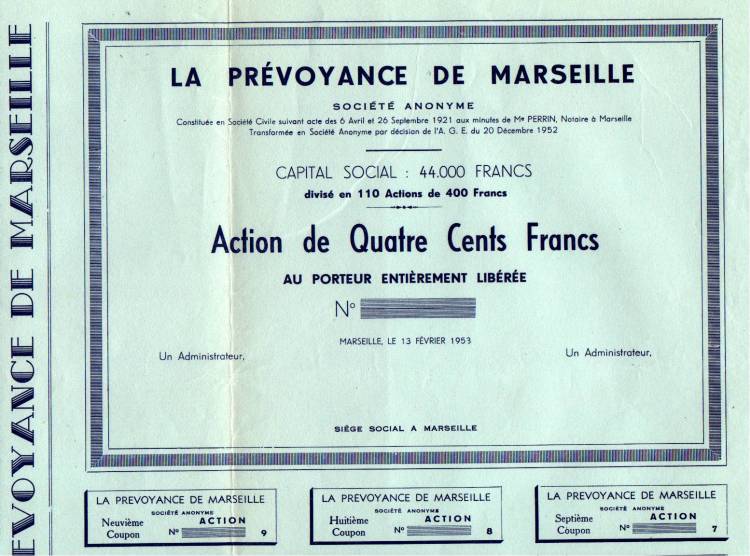 EVOYANCE DE MARSEILLE
LA PRÉVOYANCE DE MARSEILLE
SOCIÉTÉ ANONYME
Constituée en Société Civile suivant acte des 6 Avril et 26 Septembre 1921 aux minutes de Me PERRIN, Notaire à Marseille
Transformée en Société Anonyme par décision de l'A. G. E. du 20 Décembre 1952
CAPITAL SOCIAL : 44.000 FRANCS
divisé en 110 Actions de 400 Francs
Action de Quatre Cents Francs
AU PORTEUR ENTIÈREMENT LIBÉRÉE
No
MARSEILLE, LE 13 FÉVRIER 1953
Un Administrateur,
Un Administrateur,
SIÈGE SOCIAL A MARSEILLE
LA PREVOYANCE DE MARSEILLE
SOCIÉTÉ ANONYME
Neuvième ACTION
Coupon No 9
LA PREVOYANCE DE MARSEILLE
SOCIÉTÉ ANONYME
Huitième ACTION
Coupon No 8
LA PREVOYANCE DE MARSEILLE
SOCIÉTÉ ANONYME
Septième ACTION
Coupon No 7